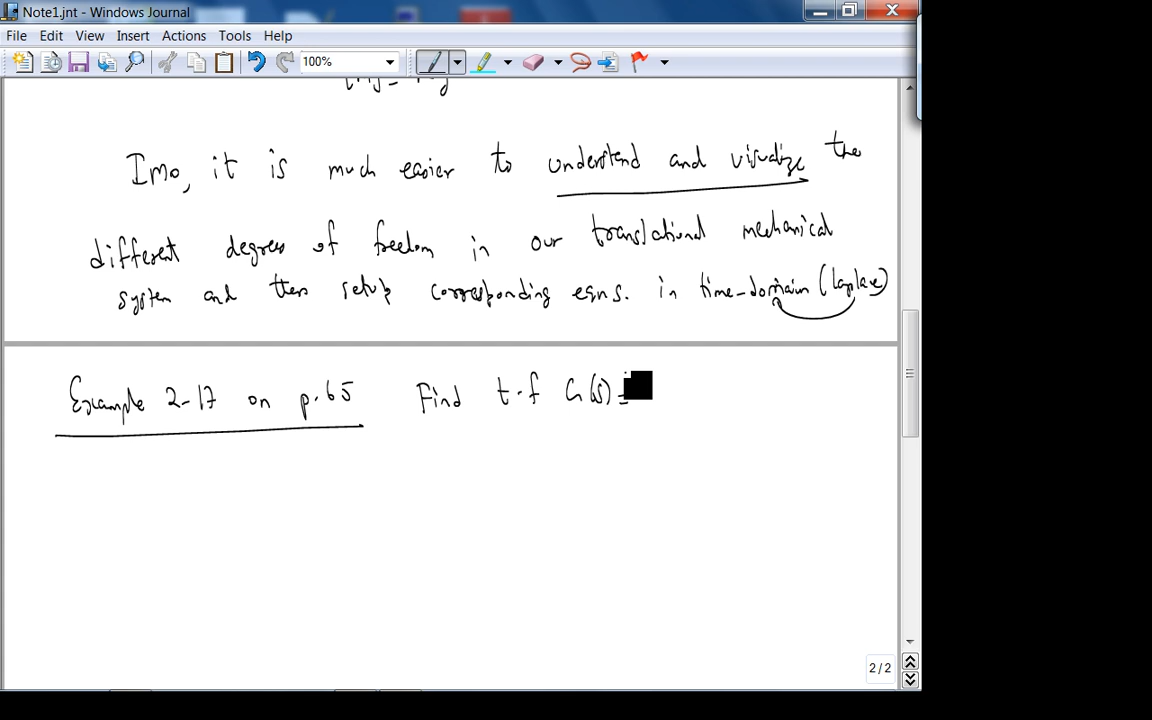 Note1.jnt - Windows Journal
File Edit View Insert Actions Tools Help
100%
Imo, it is much easier to understand and visualize the
different degrees of freedom in our translational mechanical
system and then setup corresponding eqns. in time-domain (Laplace)
Example 2-17 on p.65 Find t.f G(s) =
2/2